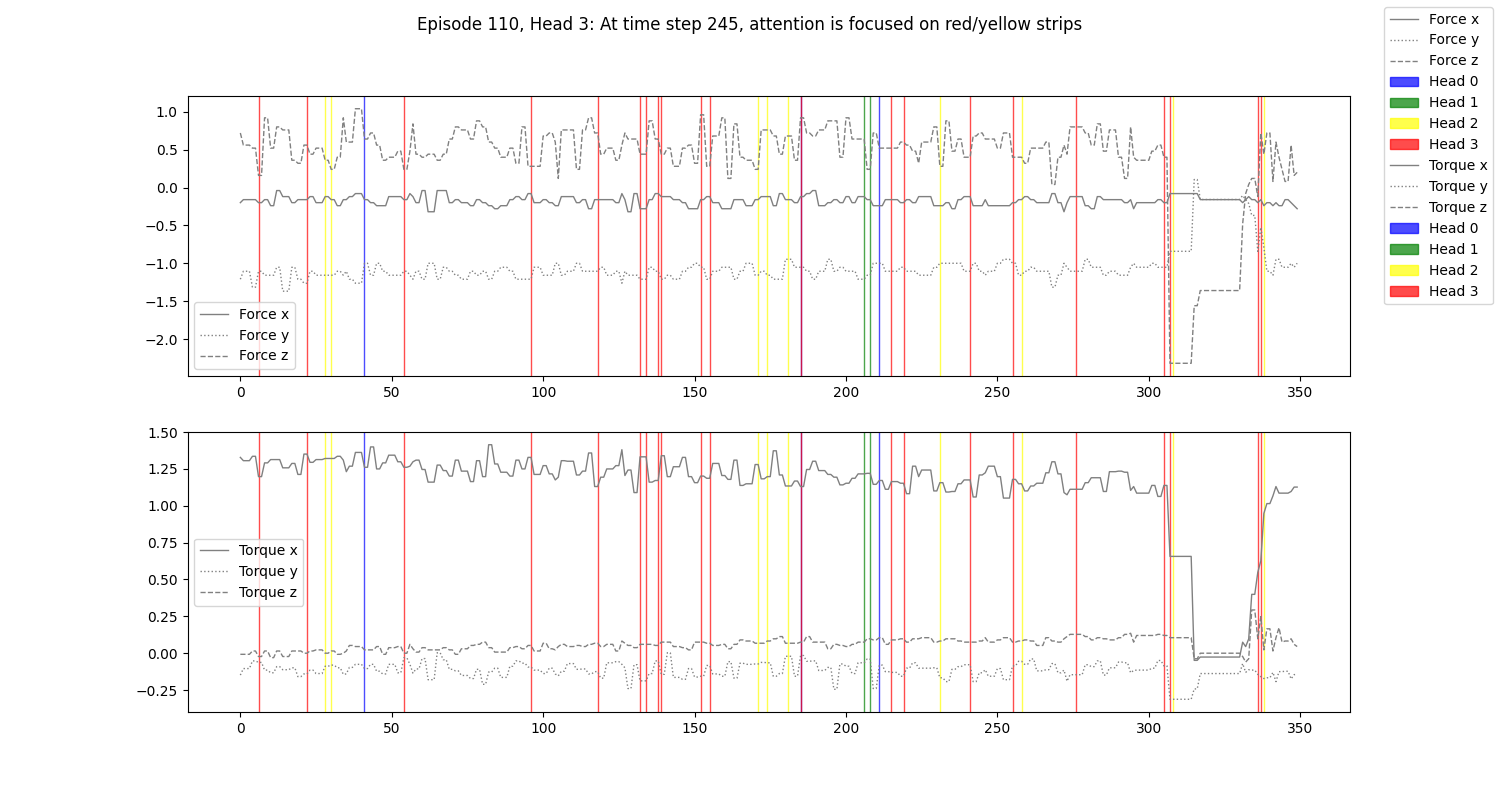 Episode 110, Head 3: At time step 245, attention is focused on red/yellow strips
Force x
Force y
Force z
Head 0
Head 1
Head 2
Head 3
Torque x
Torque y
Torque z
Head 0
Head 1
Head 2
Head 3
1.0
0.5
0.0
−0.5
−1.0
−1.5
−2.0
Force x
Force y
Force z
0 50 100 150 200 250 300 350
1.50
1.25
1.00
0.75
0.50
0.25
0.00
−0.25
Torque x
Torque y
Torque z
0 50 100 150 200 250 300 350